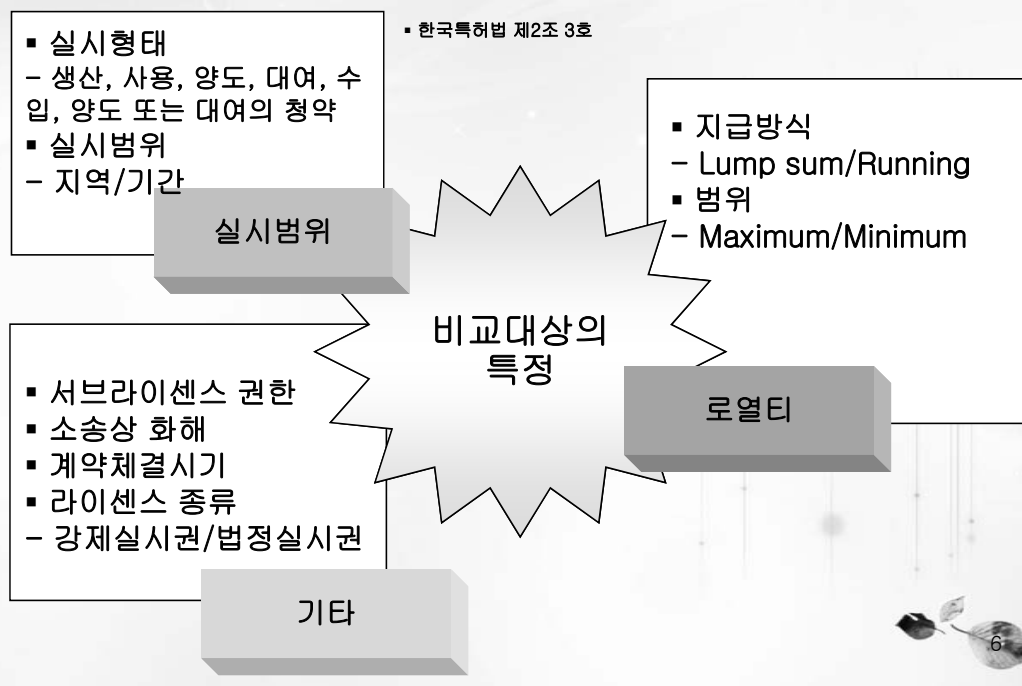 ▪ 실시형태
– 생산, 사용, 양도, 대여, 수
입, 양도 또는 대여의 청약
▪ 실시범위
– 지역/기간
실시범위
▪ 한국특허법 제2조 3호
▪ 지급방식
– Lump sum/Running
▪ 범위
– Maximum/Minimum
로열티
비교대상의
특정
▪ 서브라이센스 권한
▪ 소송상 화해
▪ 계약체결시기
▪ 라이센스 종류
– 강제실시권/법정실시권
기타
6